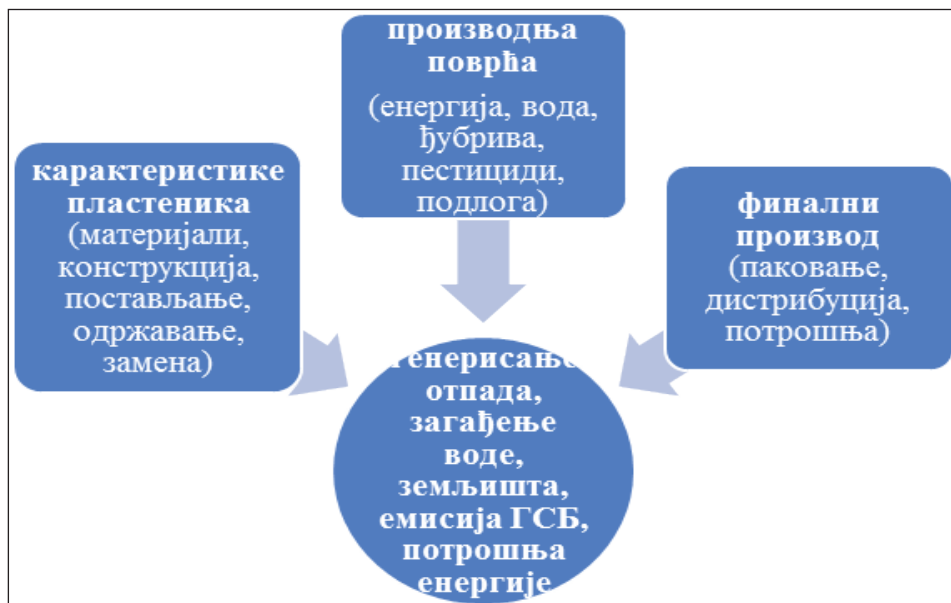 производња
поврћа
(енергија, вода,
ђубрива,
пестициди,
подлога)
карактеристике
пластеника
(материјали,
конструкција,
постављање,
одржавање,
замена)
финални
производ
(паковање,
дистрибуција,
потрошња)
генерисање
отпада,
загађење
воде,
земљишта,
емисија ГСБ,
потрошња
енергије